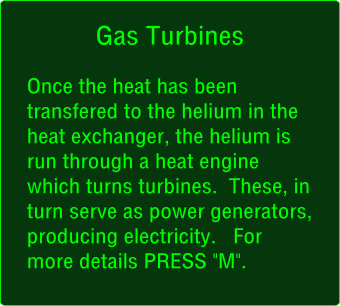 Gas Turbines
Once the heat has been
transfered to the helium in the
heat exchanger, the helium is
run through a heat engine
which turns turbines.  These, in
turn serve as power generators,
producing electricity.   For
more details PRESS "M".